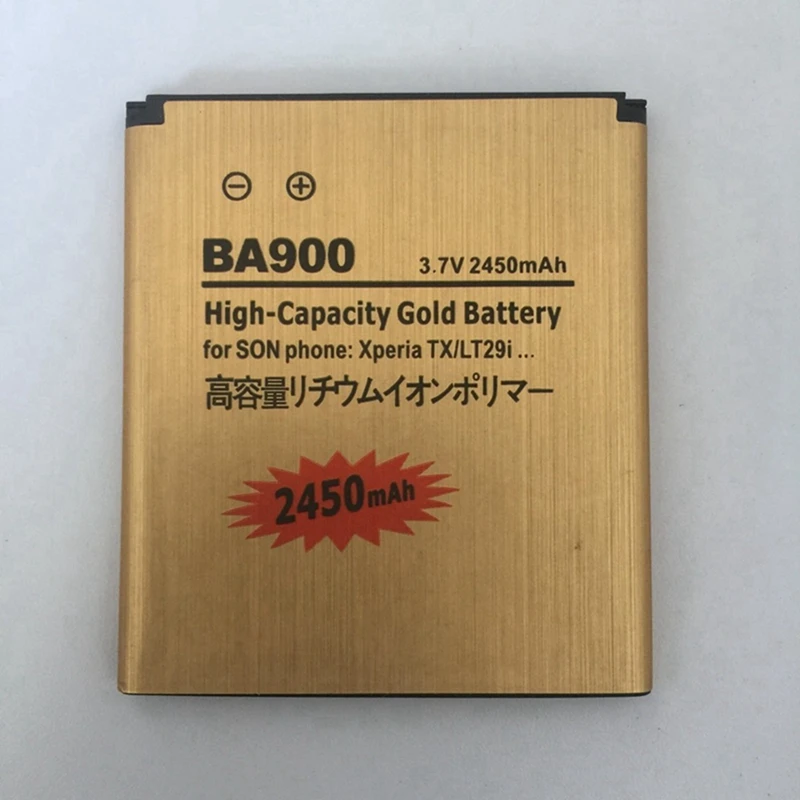 ⊖ ⊕
BA900 3.7V 2450mAh
High-Capacity Gold Battery
for SON phone: Xperia TX/LT29i ...
高容量リチウムイオンポリマー
2450mAh